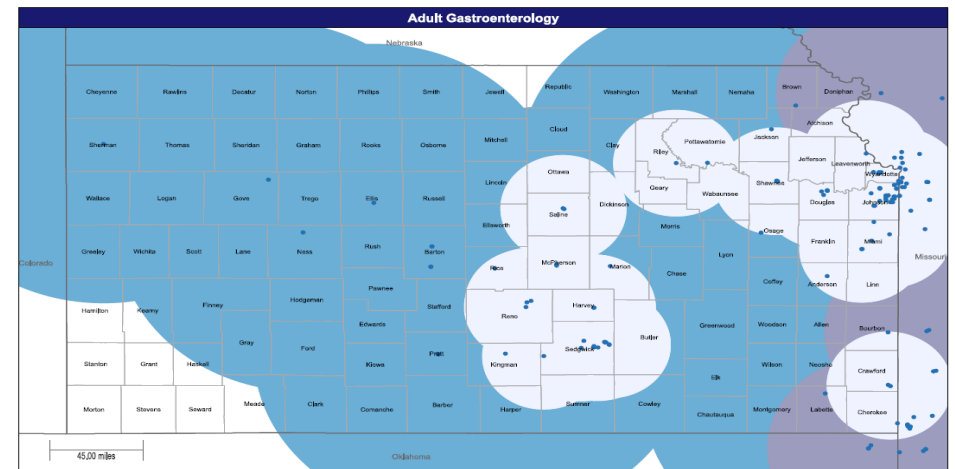 Adult Gastroenterology
Nebraska
Cheyenne Rawlins Decatur Norton Phillips Smith Jewell Republic Washington Marshall Nemaha Brown Doniphan
Atchison
Sherman Thomas Sheridan Graham Rooks Osborne Mitchell Cloud Clay Riley Pottawatomie Jackson Jefferson Leavenworth
Wyandotte
Ottawa
Lincoln Geary Wabaunsee Shawnee
Wallace Logan Gove Trego Ellis Russell Saline Dickinson Douglas Johnson
Ellsworth Morris Osage
Greeley Wichita Scott Lane Ness Rush Barton Lyon Franklin Miami
Colorado Rice McPherson Marion Chase Missouri
Pawnee Coffey Anderson Linn
Hamilton Kearny Finney Hodgeman Stafford Reno Harvey
Edwards Greenwood Woodson Allen Bourbon
Gray Ford Butler
Stanton Grant Haskell Kiowa Pratt Kingman Sedgwick Wilson Neosho Crawford
Elk
Morton Stevens Seward Meade Clark Comanche Barber Harper Sumner Cowley Chautauqua Montgomery Labette Cherokee
45,00 miles
Oklahoma